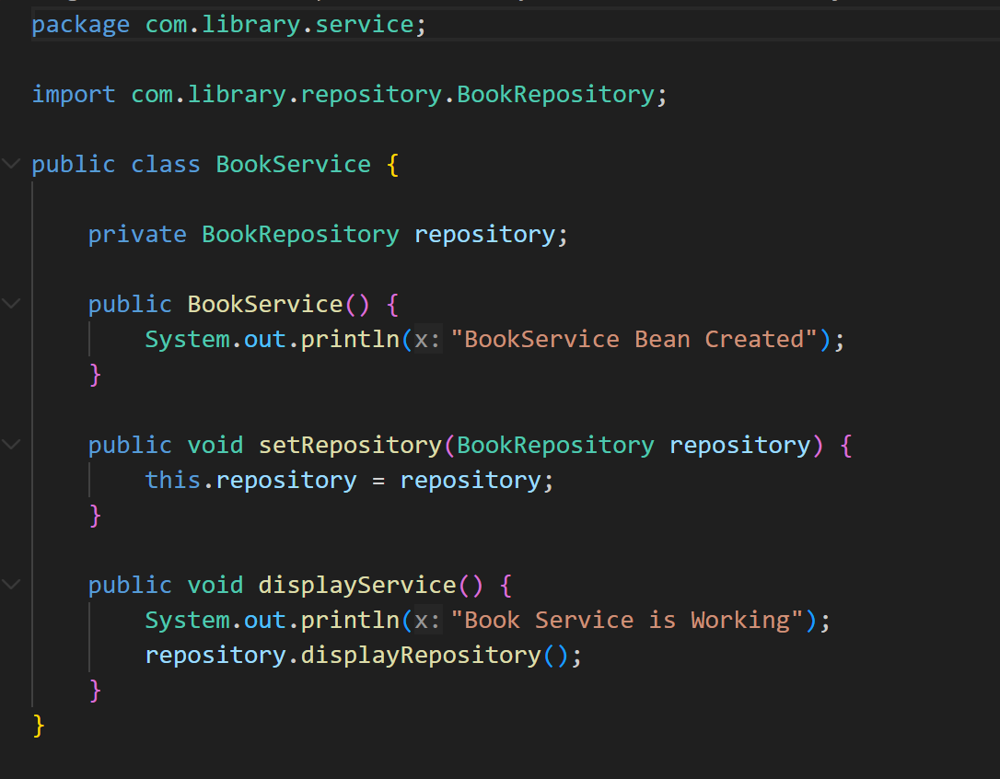 package com.library.service;
import com.library.repository.BookRepository;
public class BookService {
private BookRepository repository;
public BookService() {
System.out.println(x: "BookService Bean Created");
}
public void setRepository(BookRepository repository) {
this.repository = repository;
}
public void displayService() {
System.out.println(x: "Book Service is Working");
repository.displayRepository();
}
}